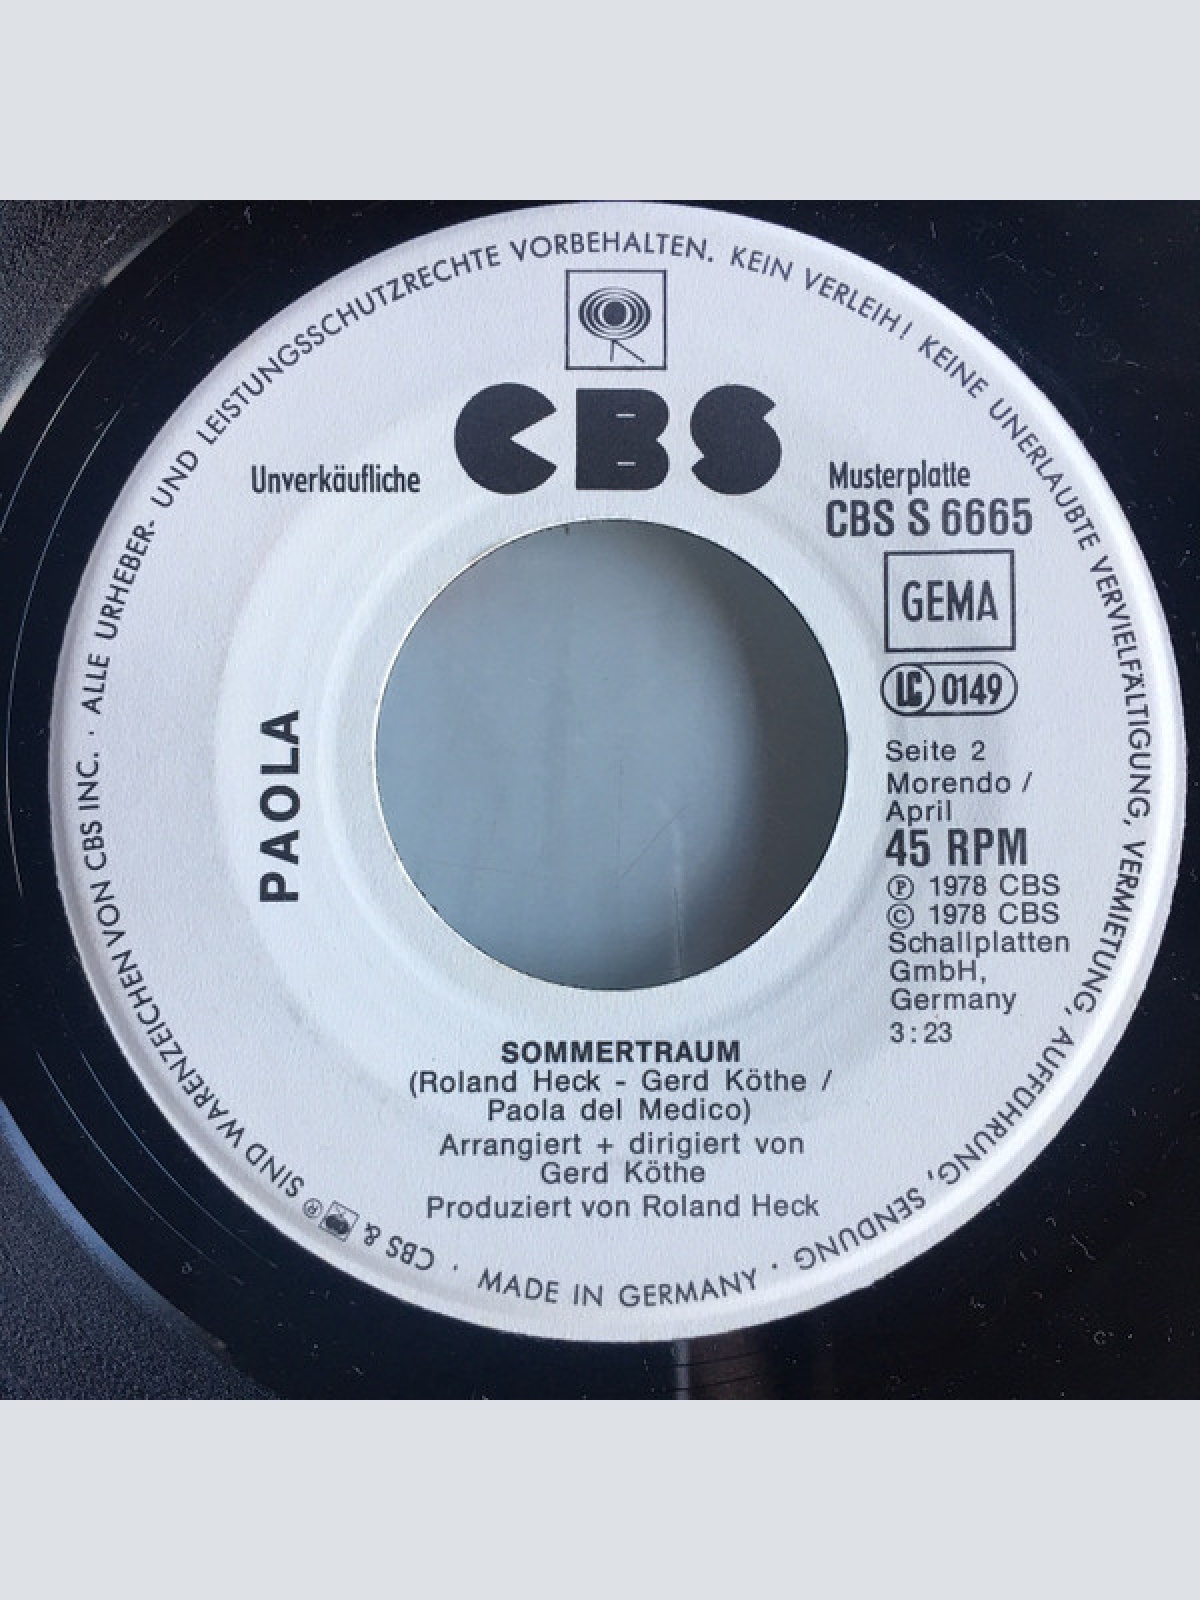 ALLE URHEBER- UND LEISTUNGSSCHUTZRECHTE VORBEHALTEN. KEIN VERLEIH! KEINE UNERLAUBTE VERVIELFÄLTIGUNG, VERMIETUNG, AUFFÜHRUNG, SENDUNG ·
CBS
Unverkäufliche
Musterplatte
CBS S 6665
GEMA
LC 0149
Seite 2
Morendo /
April
45 RPM
Ⓟ 1978 CBS
© 1978 CBS
Schallplatten
GmbH,
Germany
3:23
PAOLA
SOMMERTRAUM
(Roland Heck - Gerd Köthe /
Paola del Medico)
Arrangiert + dirigiert von
Gerd Köthe
Produziert von Roland Heck
MADE IN GERMANY ·
CBS & ® SIND WARENZEICHEN VON CBS INC. ·